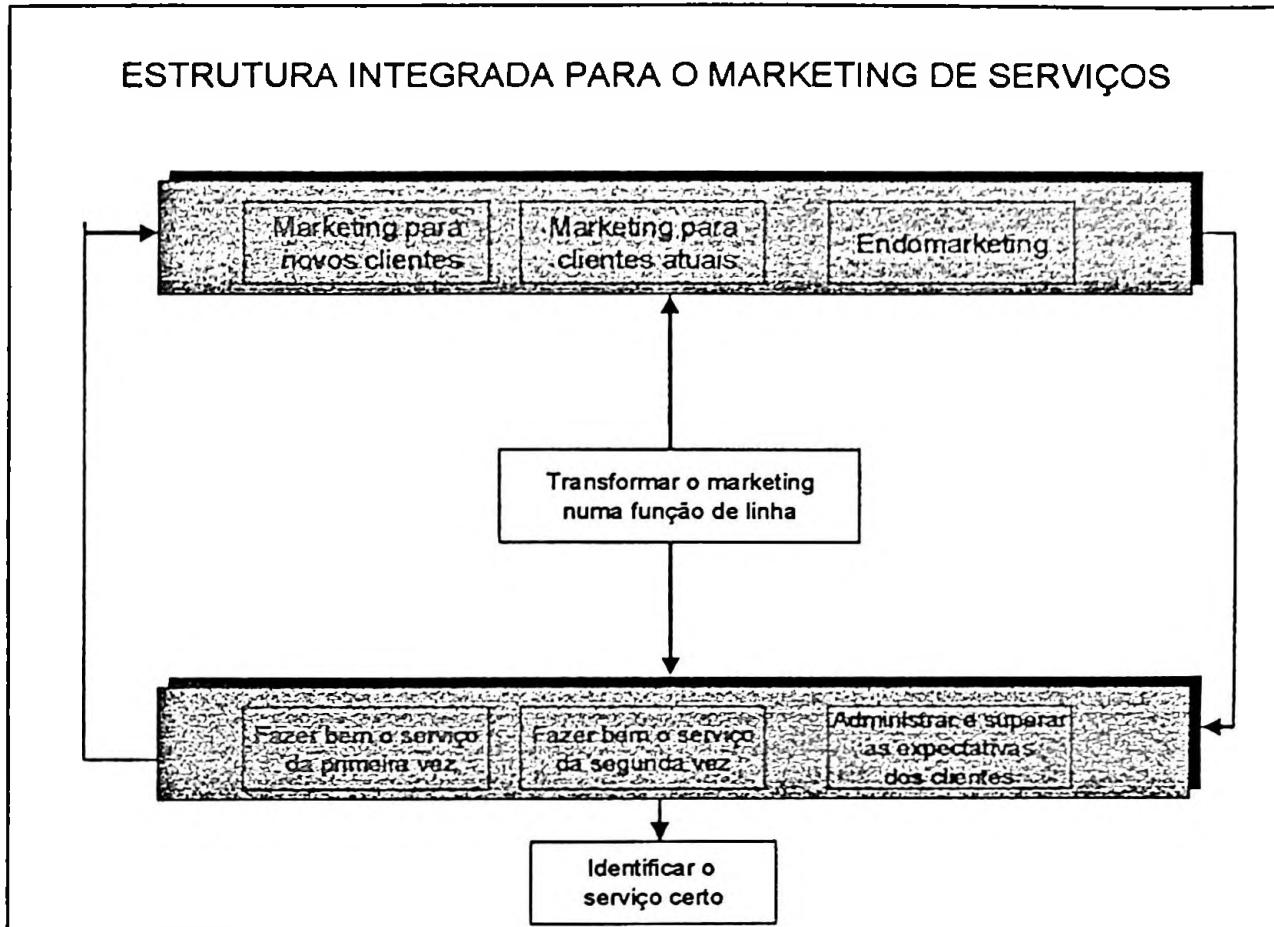 ESTRUTURA INTEGRADA PARA O MARKETING DE SERVIÇOS
Marketing para
novos clientes
Marketing para
clientes atuais
Endomarketing
Transformar o marketing
numa função de linha
Fazer bem o serviço
da primeira vez
Fazer bem o serviço
da segunda vez
Administrar e superar
as expectativas
dos clientes
Identificar o
serviço certo